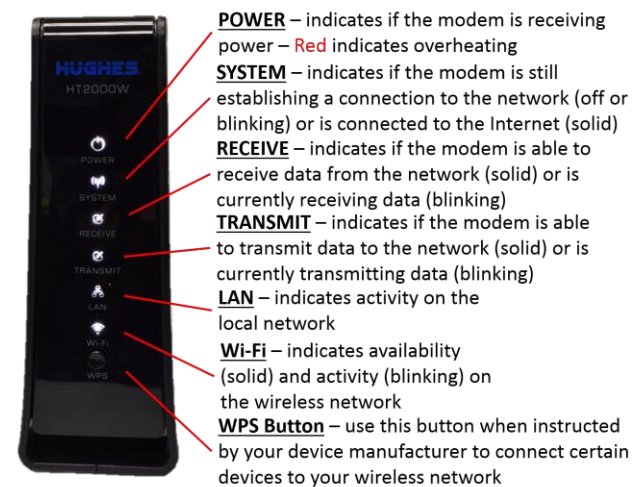 POWER – indicates if the modem is receiving
power – Red indicates overheating
SYSTEM – indicates if the modem is still
establishing a connection to the network (off or
blinking) or is connected to the Internet (solid)
RECEIVE – indicates if the modem is able to
receive data from the network (solid) or is
currently receiving data (blinking)
TRANSMIT – indicates if the modem is able
to transmit data to the network (solid) or is
currently transmitting data (blinking)
LAN – indicates activity on the
local network
Wi-Fi – indicates availability
(solid) and activity (blinking) on
the wireless network
WPS Button – use this button when instructed
by your device manufacturer to connect certain
devices to your wireless network
HUGHES.
HT2000W
POWER
SYSTEM
RECEIVE
TRANSMIT
LAN
Wi-Fi
WPS